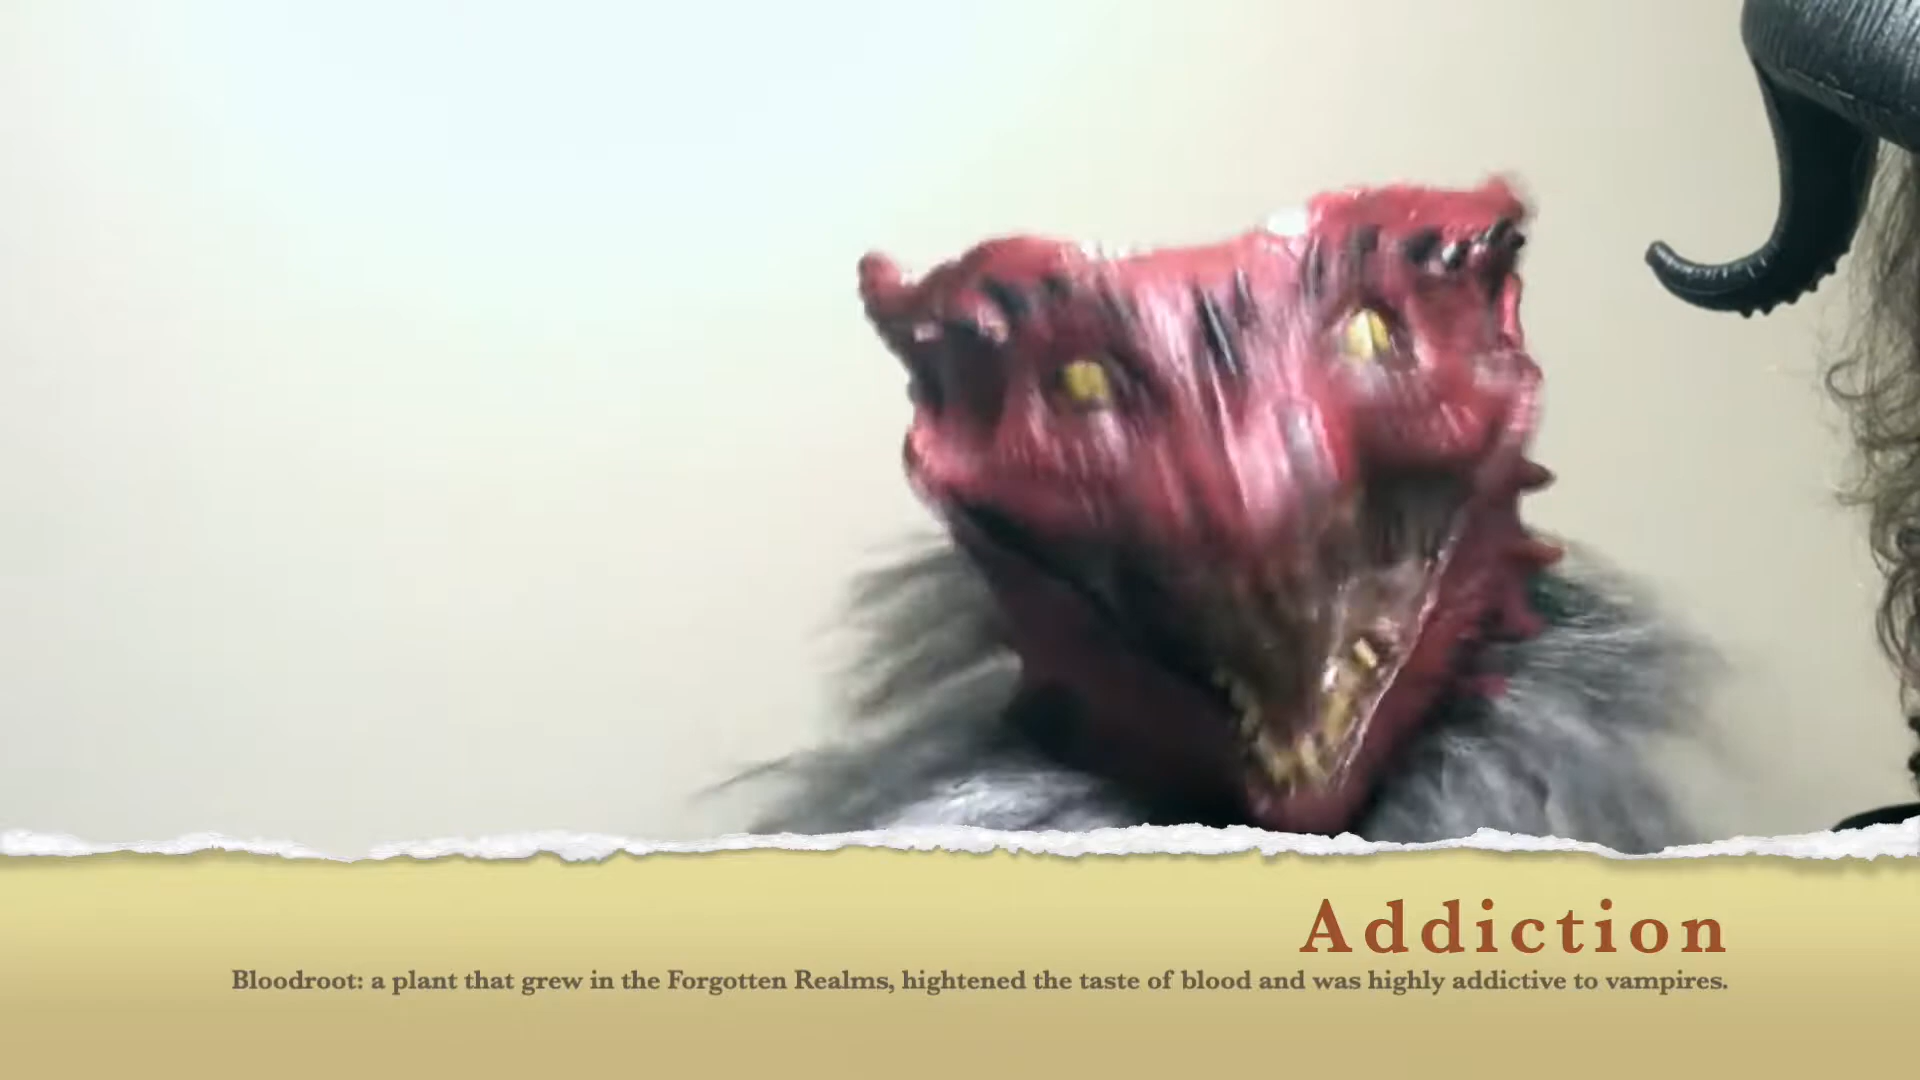 Addiction
Bloodroot: a plant that grew in the Forgotten Realms, hightened the taste of blood and was highly addictive to vampires.